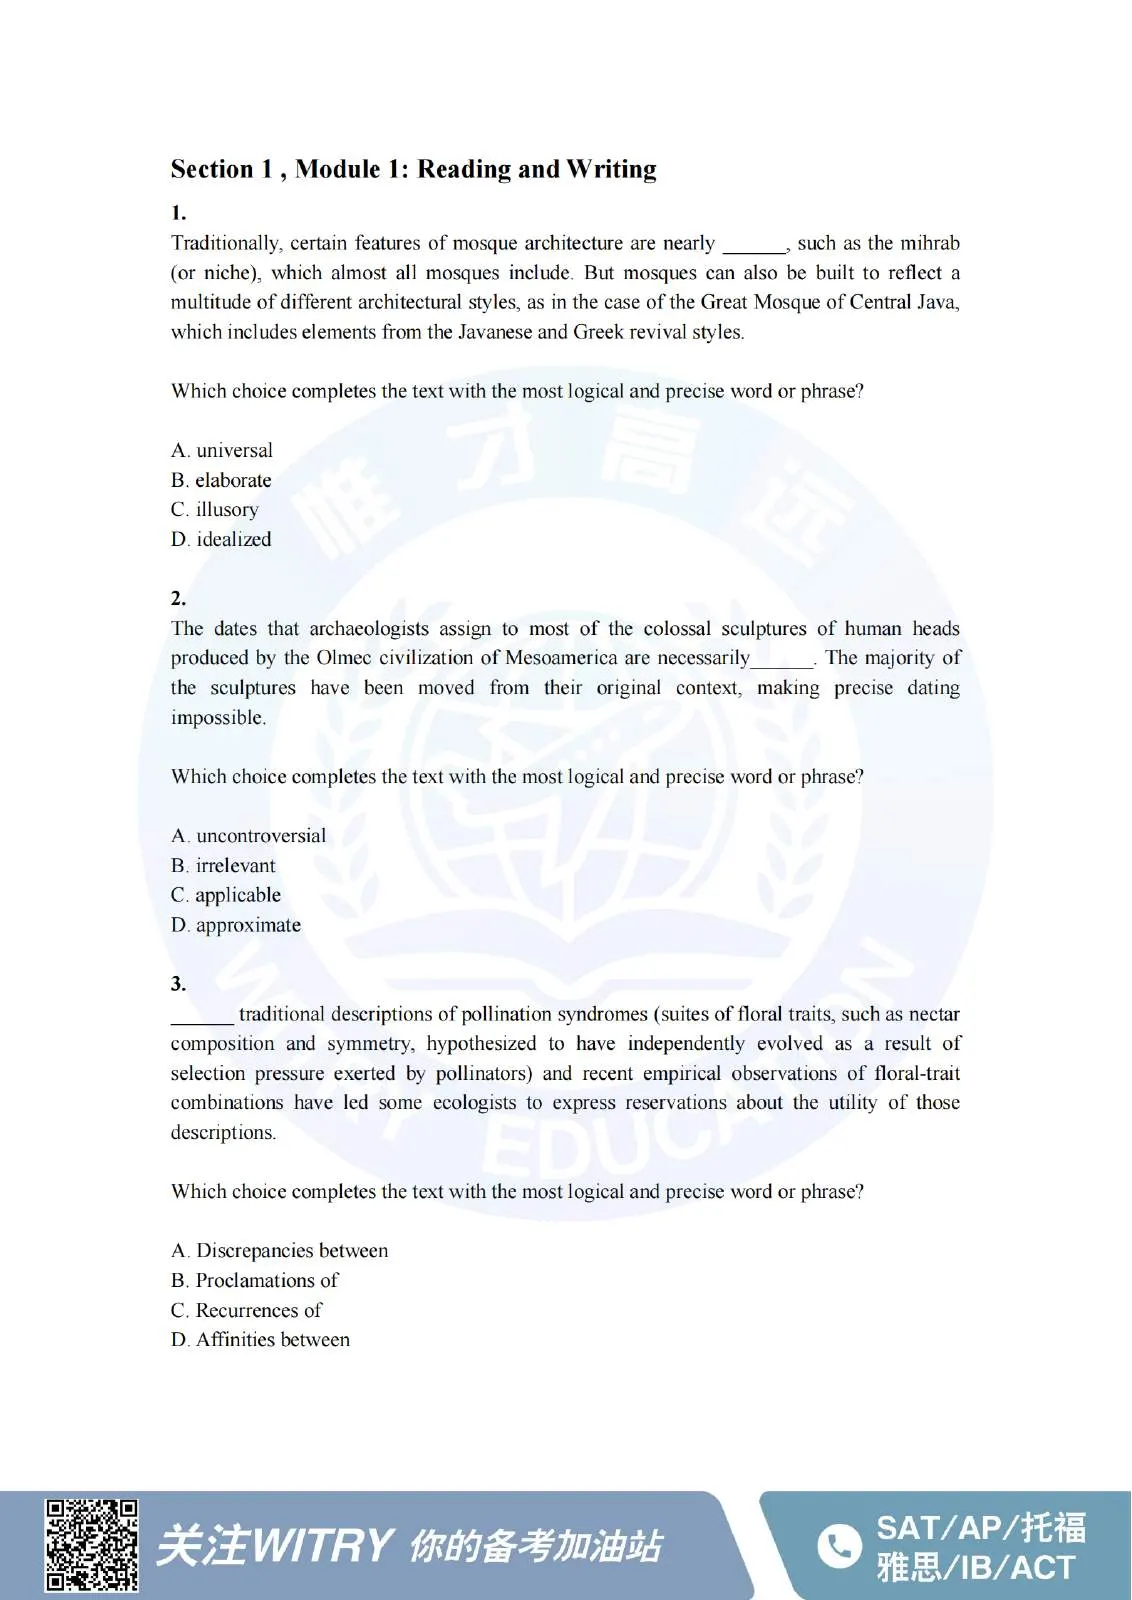 Section 1 , Module 1: Reading and Writing
1.
Traditionally, certain features of mosque architecture are nearly ______, such as the mihrab
(or niche), which almost all mosques include. But mosques can also be built to reflect a
multitude of different architectural styles, as in the case of the Great Mosque of Central Java,
which includes elements from the Javanese and Greek revival styles.
Which choice completes the text with the most logical and precise word or phrase?
A. universal
B. elaborate
C. illusory
D. idealized
2.
The dates that archaeologists assign to most of the colossal sculptures of human heads
produced by the Olmec civilization of Mesoamerica are necessarily______. The majority of
the sculptures have been moved from their original context, making precise dating
impossible.
Which choice completes the text with the most logical and precise word or phrase?
A. uncontroversial
B. irrelevant
C. applicable
D. approximate
3.
______ traditional descriptions of pollination syndromes (suites of floral traits, such as nectar
composition and symmetry, hypothesized to have independently evolved as a result of
selection pressure exerted by pollinators) and recent empirical observations of floral-trait
combinations have led some ecologists to express reservations about the utility of those
descriptions.
Which choice completes the text with the most logical and precise word or phrase?
A. Discrepancies between
B. Proclamations of
C. Recurrences of
D. Affinities between
惟才高远
WITRY EDUCATION
关注WITRY 你的备考加油站
SAT/AP/托福
雅思/IB/ACT